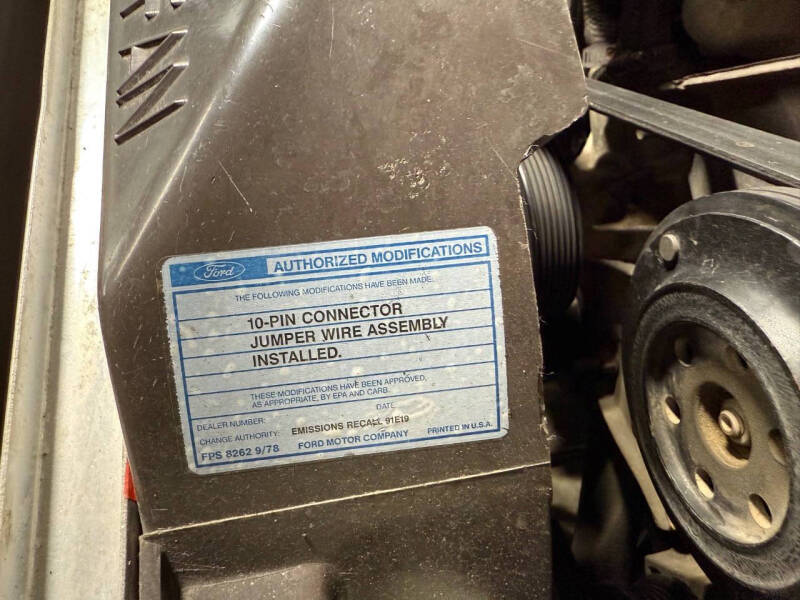 Ford AUTHORIZED MODIFICATIONS
THE FOLLOWING MODIFICATIONS HAVE BEEN MADE.
10-PIN CONNECTOR
JUMPER WIRE ASSEMBLY
INSTALLED.
THESE MODIFICATIONS HAVE BEEN APPROVED,
AS APPROPRIATE, BY EPA AND CARB.
DEALER NUMBER: DATE
CHANGE AUTHORITY: EMISSIONS RECALL 91E19
FPS 8262 9/78 FORD MOTOR COMPANY PRINTED IN U.S.A.